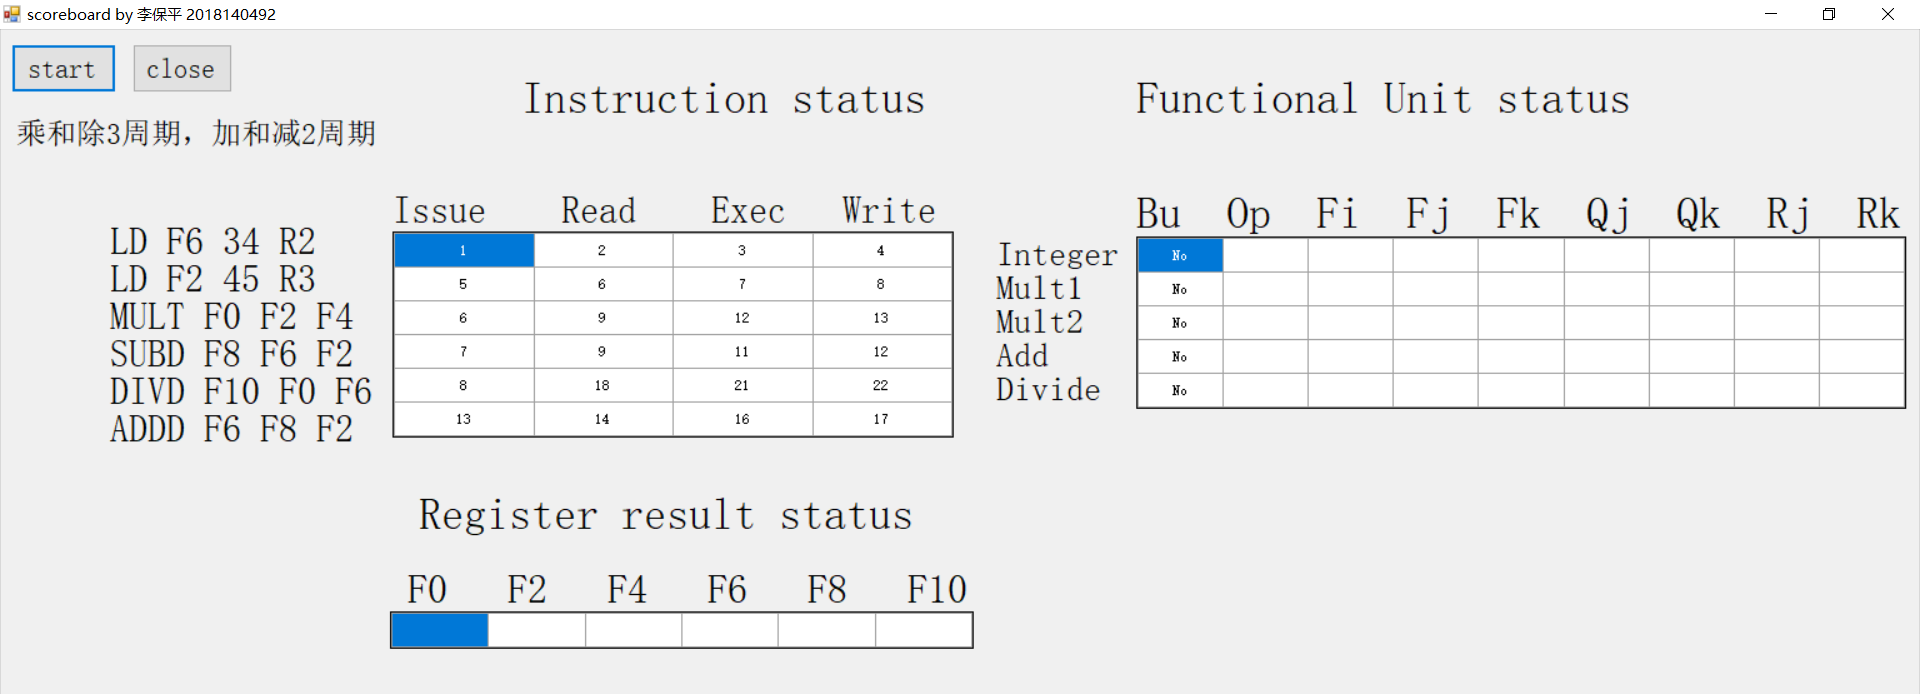 scoreboard by 李保平 2018140492
start close
乘和除3周期，加和减2周期
Instruction status
Issue Read Exec Write
LD F6 34 R2 1 2 3 4
LD F2 45 R3 5 6 7 8
MULT F0 F2 F4 6 9 12 13
SUBD F8 F6 F2 7 9 11 12
DIVD F10 F0 F6 8 18 21 22
ADDD F6 F8 F2 13 14 16 17
Functional Unit status
Bu Op Fi Fj Fk Qj Qk Rj Rk
Integer No
Mult1 No
Mult2 No
Add No
Divide No
Register result status
F0 F2 F4 F6 F8 F10